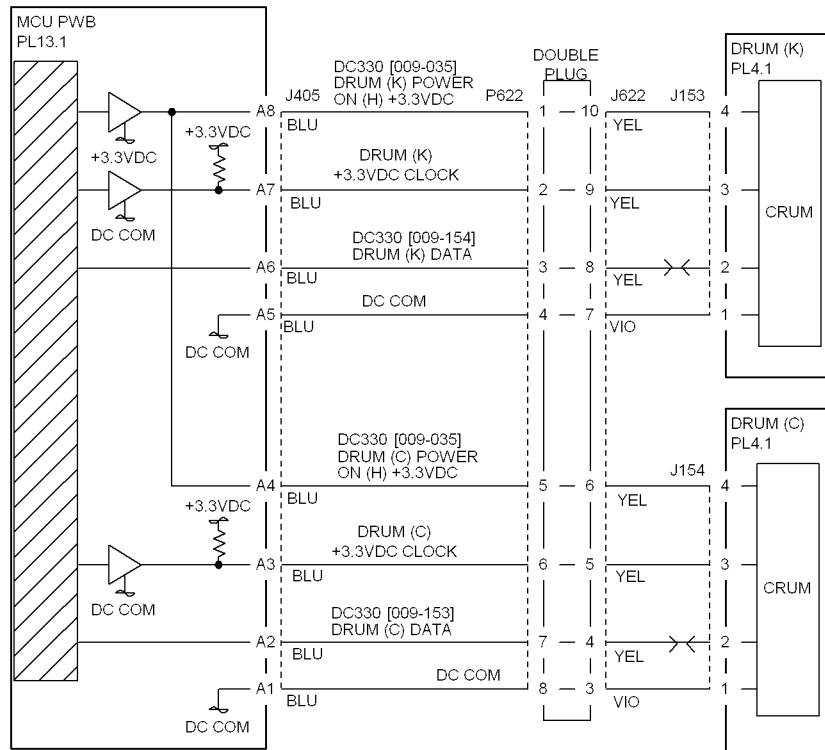 MCU PWB
PL13.1
DRUM (K)
PL4.1
DOUBLE
PLUG
J405
DC330 [009-035]
DRUM (K) POWER
ON (H) +3.3VDC
P622
J622
J153
A8
BLU
1
10
YEL
4
+3.3VDC
+3.3VDC
DRUM (K)
+3.3VDC CLOCK
A7
BLU
2
9
YEL
3
CRUM
DC COM
DC330 [009-154]
DRUM (K) DATA
A6
BLU
3
8
YEL
2
DC COM
A5
BLU
4
7
VIO
1
DC COM
DRUM (C)
PL4.1
DC330 [009-035]
DRUM (C) POWER
ON (H) +3.3VDC
J154
A4
BLU
5
6
YEL
4
+3.3VDC
DRUM (C)
+3.3VDC CLOCK
A3
BLU
6
5
YEL
3
CRUM
DC COM
DC330 [009-153]
DRUM (C) DATA
A2
BLU
7
4
YEL
2
DC COM
A1
BLU
8
3
VIO
1
DC COM